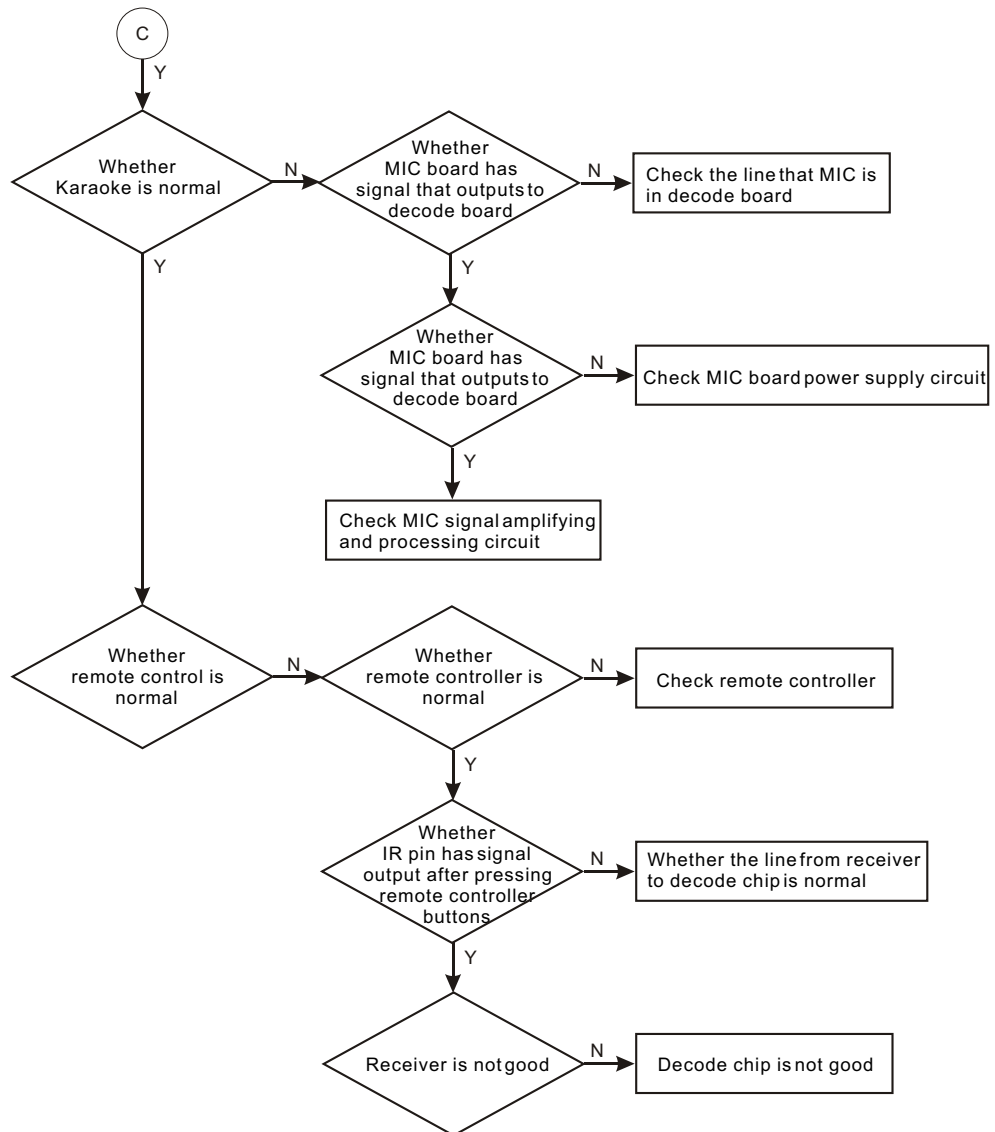 C
Y
Whether
Karaoke is normal
N
Whether
MIC board has
signal that outputs to
decode board
N
Check the line that MIC is
in decode board
Y
Y
Whether
MIC board has
signal that outputs to
decode board
N
Check MIC board power supply circuit
Y
Check MIC signal amplifying
and processing circuit
Whether
remote control is
normal
N
Whether
remote controller is
normal
N
Check remote controller
Y
Whether
IR pin has signal
output after pressing
remote controller
buttons
N
Whether the line from receiver
to decode chip is normal
Y
Receiver is not good
N
Decode chip is not good